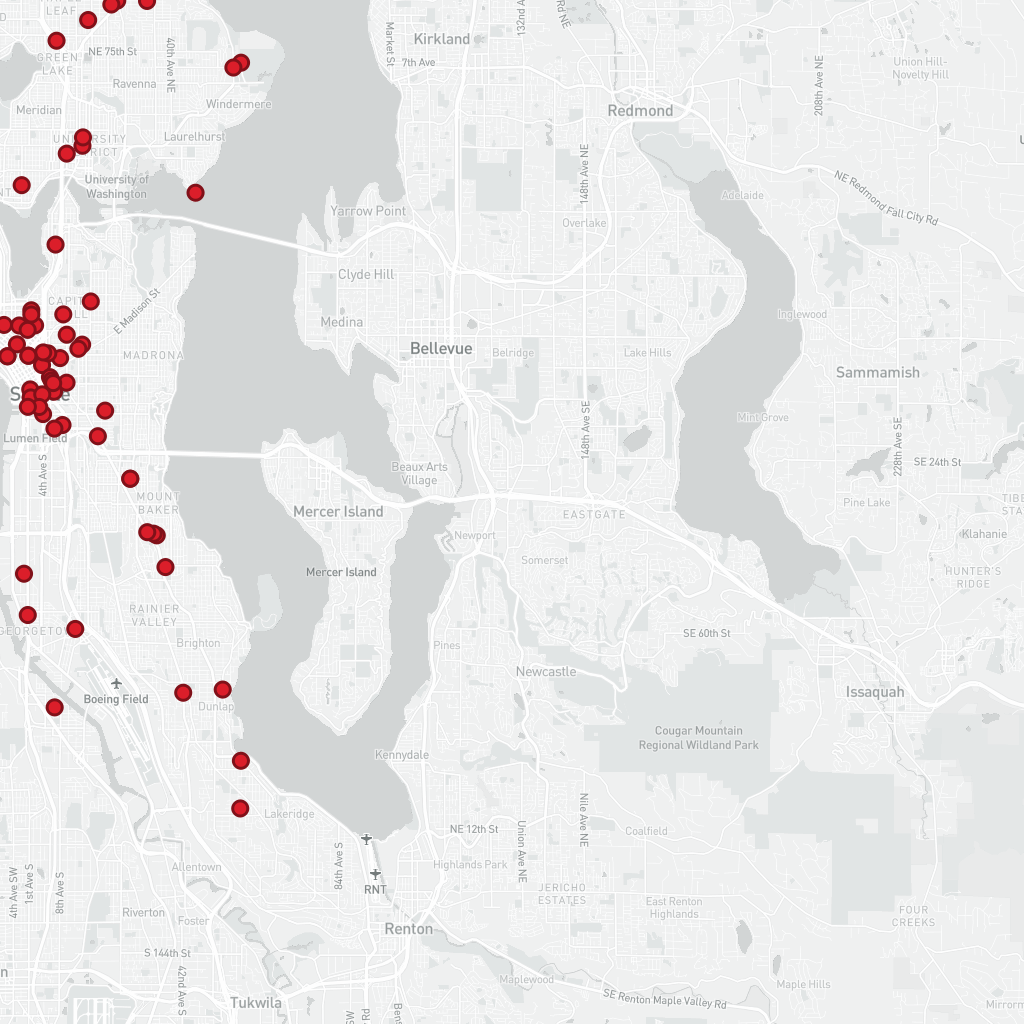 LEAF
Market St
132nd A
Rd NE
Kirkland
NE 75th St
40th Ave NE
7th Ave
GREEN
LAKE
Ravenna
Union Hill-
Novelty Hill
208th Ave NE
Windermere
Meridian
Redmond
Laurelhurst
148th Ave NE
University of
Washington
NE Redmond Fall City Rd
Adelaide
Yarrow Point
Overlake
Clyde Hill
E Madison St
Inglewood
Medina
MADRONA
Bellevue
Belridge
Lake Hills
Sammamish
Mint Grove
148th Ave SE
228th Ave SE
Lumen Field
4th Ave S
SE 24th St
Beaux Arts
Village
MOUNT
BAKER
Mercer Island
EASTGATE
Pine Lake
Newport
Klahanie
Somerset
Mercer Island
HUNTER'S
RIDGE
RAINIER
VALLEY
Brighton
Pines
SE 60th St
Newcastle
Boeing Field
Issaquah
Dunlap
Cougar Mountain
Regional Wildland Park
Kennydale
Lakeridge
NE 12th St
Union Ave NE
Nile Ave NE
Coalfield
84th Ave S
Highlands Park
Allentown
4th Ave SW
1st Ave S
8th Ave S
RNT
JERICHO
ESTATES
East Renton
Highlands
Riverton
Foster
FOUR
CREEKS
Renton
S 144th St
42nd Ave S
Maplewood
Maple Hills
Tukwila
SE Renton Maple Valley Rd